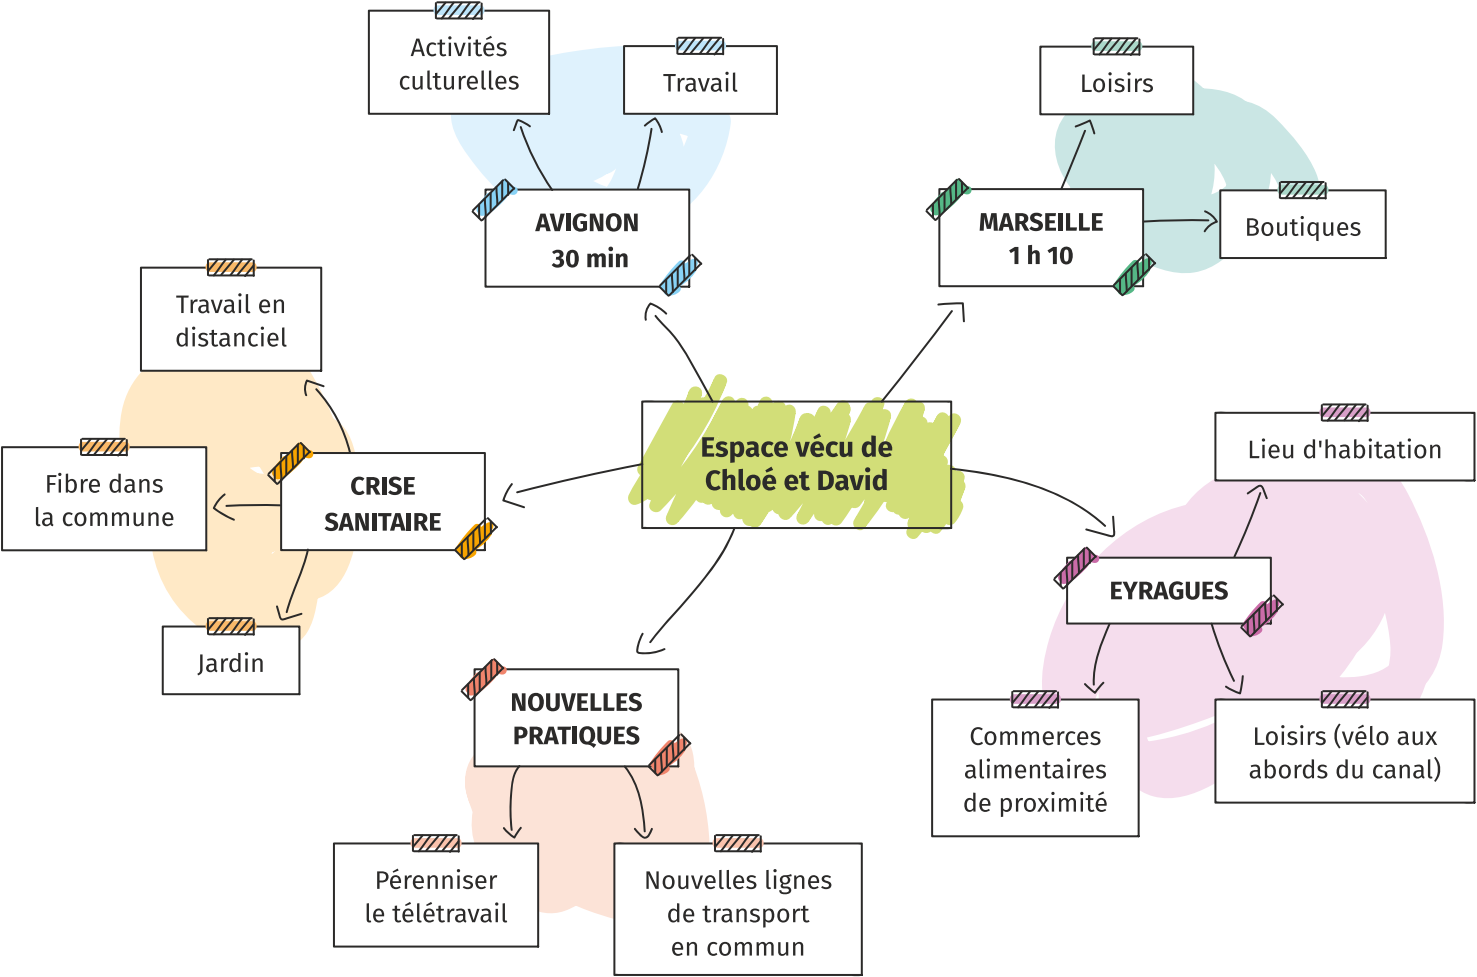 Activités
culturelles
Travail
AVIGNON
30 min
Loisirs
Boutiques
MARSEILLE
1 h 10
Travail en
distanciel
Fibre dans
la commune
Jardin
CRISE
SANITAIRE
Espace vécu de
Chloé et David
Lieu d'habitation
EYRAGUES
Commerces
alimentaires
de proximité
Loisirs (vélo aux
abords du canal)
NOUVELLES
PRATIQUES
Pérenniser
le télétravail
Nouvelles lignes
de transport
en commun